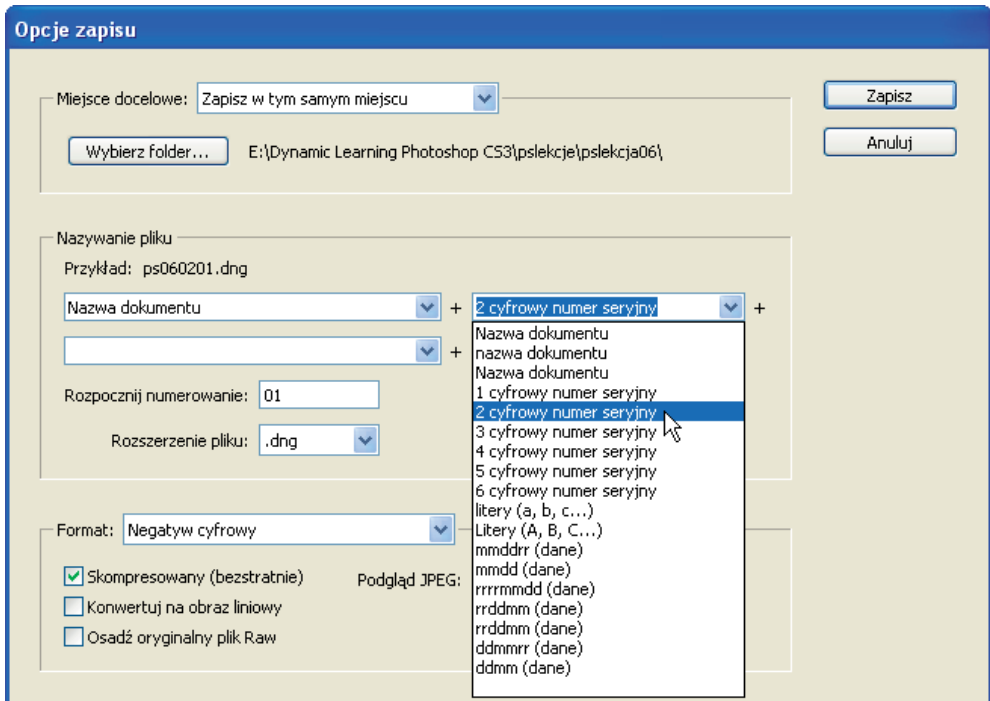 Opcje zapisu
Miejsce docelowe: Zapisz w tym samym miejscu
Zapisz
Wybierz folder... E:\Dynamic Learning Photoshop CS3\pslekcje\pslekcja06\
Anuluj
Nazywanie pliku
Przykład: ps060201.dng
Nazwa dokumentu + 2 cyfrowy numer seryjny +
+
Rozpocznij numerowanie: 01
Rozszerzenie pliku: .dng
Nazwa dokumentu
nazwa dokumentu
Nazwa dokumentu
1 cyfrowy numer seryjny
2 cyfrowy numer seryjny
3 cyfrowy numer seryjny
4 cyfrowy numer seryjny
5 cyfrowy numer seryjny
6 cyfrowy numer seryjny
litery (a, b, c...)
Litery (A, B, C...)
mmddrr (dane)
mmdd (dane)
rrrrmmdd (dane)
rrddmm (dane)
rrddmm (dane)
ddmmrr (dane)
ddmm (dane)
Format: Negatyw cyfrowy
Skompresowany (bezstratnie) Podgląd JPEG:
Konwertuj na obraz liniowy
Osadź oryginalny plik Raw